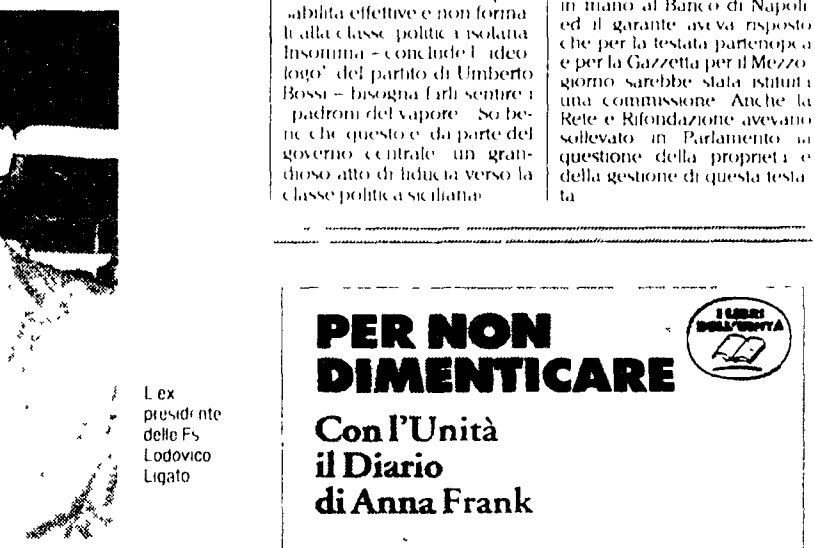 abilità effettive e non forma
li alla classe politica isolana
Insomma – conclude l ideo
logo' del partito di Umberto
Bossi – bisogna farli sentire i
padroni del vapore So be-
ne che questo e da parte del
governo centrale un gran-
dioso atto di fiducia verso la
classe politica siciliana»
in mano al Banco di Napoli
ed il garante aveva risposto
che per la testata partenopea
e per la Gazzetta per il Mezzo
giorno sarebbe stata istituita
una commissione Anche la
Rete e Rifondazione avevano
sollevato in Parlamento la
questione della proprietà e
della gestione di questa testa
ta
L ex
presidente
delle Fs
Lodovico
Ligato
PER NON
DIMENTICARE
I LIBRI
DELL'UNITÀ
Con l'Unità
il Diario
di Anna Frank